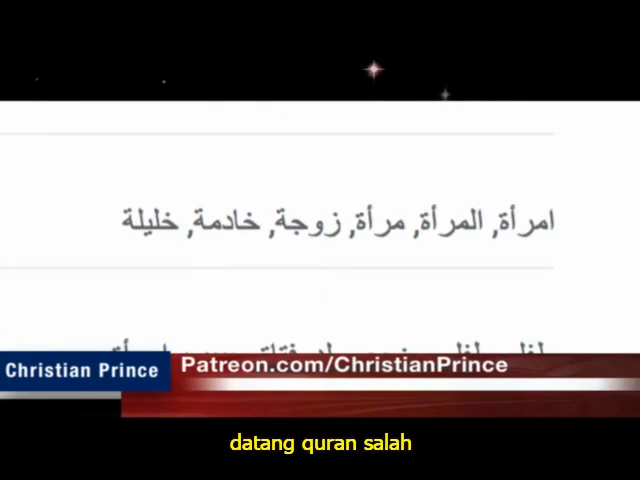 امرأة, المرأة, مرأة, زوجة, خادمة, خليلة
Christian Prince
Patreon.com/ChristianPrince
datang quran salah